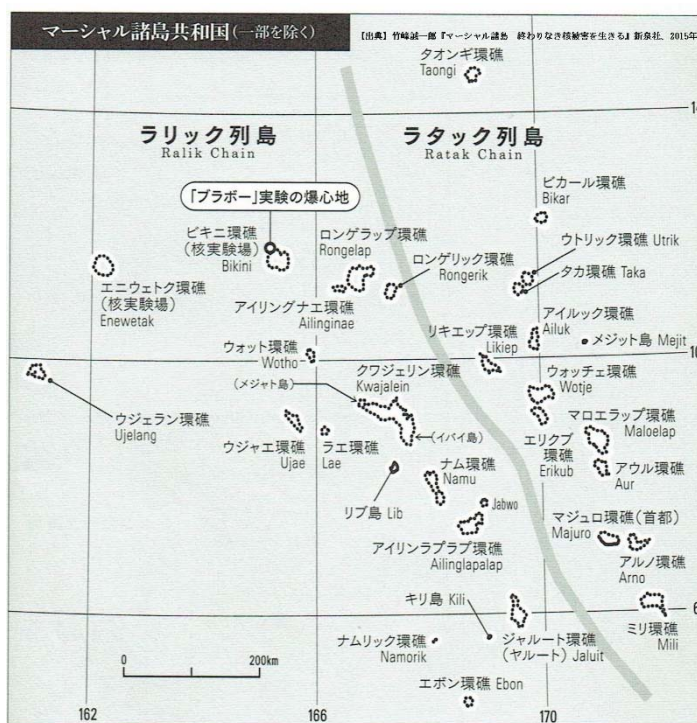 マーシャル諸島共和国(一部を除く)
【出典】竹峰誠一郎『マーシャル諸島 終わりなき核被害を生きる』新泉社、2015年
タオンギ環礁
Taongi
ラリック列島
Ralik Chain
ラタック列島
Ratak Chain
「ブラボー」実験の爆心地
ビカール環礁
Bikar
ビキニ環礁
(核実験場)
Bikini
ロンゲラップ環礁
Rongelap
ロンゲリック環礁
Rongerik
ウトリック環礁 Utrik
タカ環礁 Taka
エニウェトク環礁
(核実験場)
Enewetak
アイリングナエ環礁
Ailinginae
アイルック環礁
Ailuk
メジット島 Mejit
リキエップ環礁
Likiep
ウォット環礁
Wotho
(メジャト島)
クワジェリン環礁
Kwajalein
ウォッチェ環礁
Wotje
ウジェラン環礁
Ujelang
ウジャエ環礁
Ujae
ラエ環礁
Lae
(イバイ島)
エリクブ
環礁
Erikub
マロエラップ環礁
Maloelap
アウル環礁
Aur
リブ島 Lib
ナム環礁
Namu
Jabwo
アイリンラプラプ環礁
Ailinglapalap
マジュロ環礁(首都)
Majuro
アルノ環礁
Arno
キリ島 Kili
ナムリック環礁
Namorik
ジャルート環礁
(ヤルート) Jaluit
ミリ環礁
Mili
エボン環礁 Ebon
0
200km
162
166
170
14
10
6